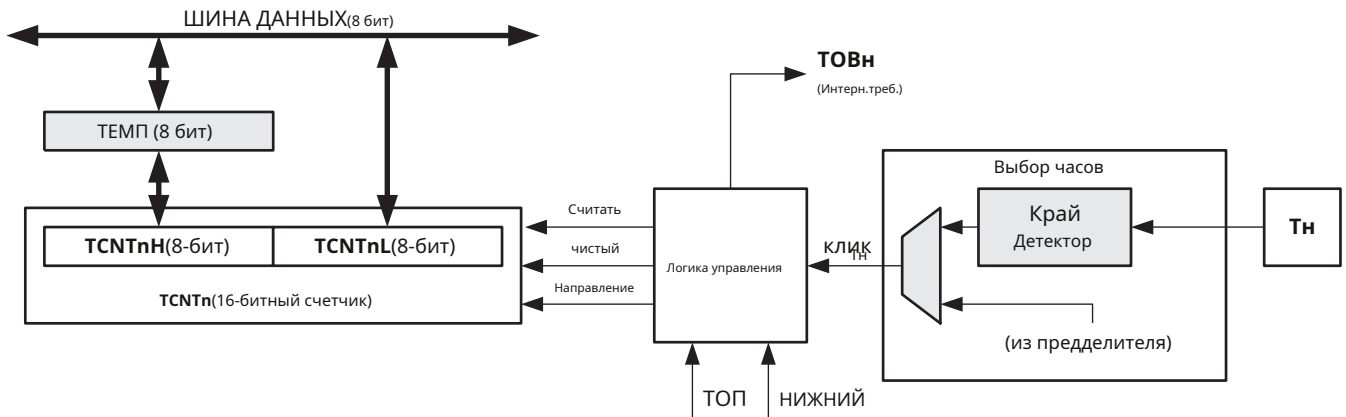 ШИНА ДАННЫХ(8 бит)
ТОВн
(Интерн.треб.)
ТЕМП (8 бит)
Выбор часов
Считать
Край
Детектор
Тн
TCNTnH(8-бит)
TCNTnL(8-бит)
чистый
Логика управления
КЛИК
Тн
TCNTn(16-битный счетчик)
Направление
(из предделителя)
ТОП
НИЖНИЙ